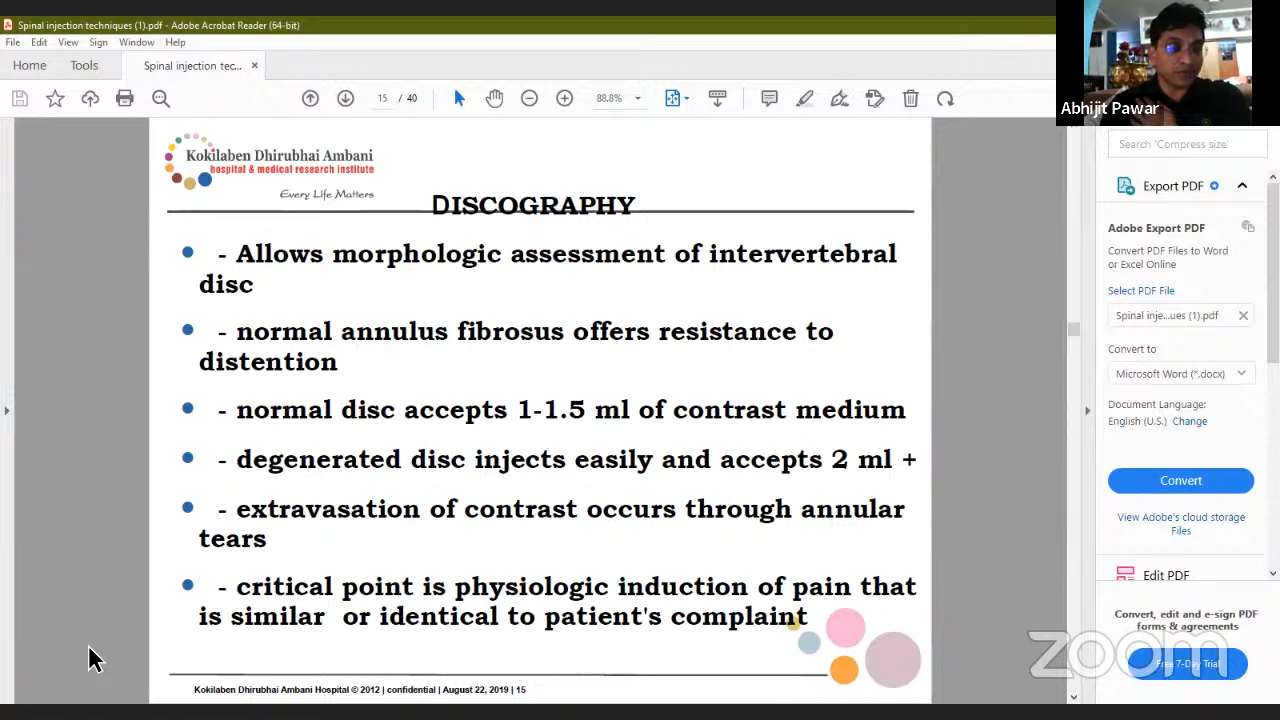 Spinal injection techniques (1).pdf - Adobe Acrobat Reader (64-bit)
File Edit View Sign Window Help
Home Tools Spinal injection tec... ×
15 / 40 88.8%
Abhijit Pawar
Kokilaben Dhirubhai Ambani
hospital & medical research institute
Every Life Matters
DISCOGRAPHY
- Allows morphologic assessment of intervertebral
disc
- normal annulus fibrosus offers resistance to
distention
- normal disc accepts 1-1.5 ml of contrast medium
- degenerated disc injects easily and accepts 2 ml +
- extravasation of contrast occurs through annular
tears
- critical point is physiologic induction of pain that
is similar or identical to patient's complaint
Kokilaben Dhirubhai Ambani Hospital © 2012 | confidential | August 22, 2019 | 15
Search 'Compress size'
Export PDF
Adobe Export PDF
Convert PDF Files to Word
or Excel Online
Select PDF File
Spinal inje...ues (1).pdf
Convert to
Microsoft Word (*.docx)
Document Language:
English (U.S.) Change
Convert
View Adobe's cloud storage
Files
Edit PDF
Convert, edit and e-sign PDF
forms & agreements
Free 7-Day Trial
zoom